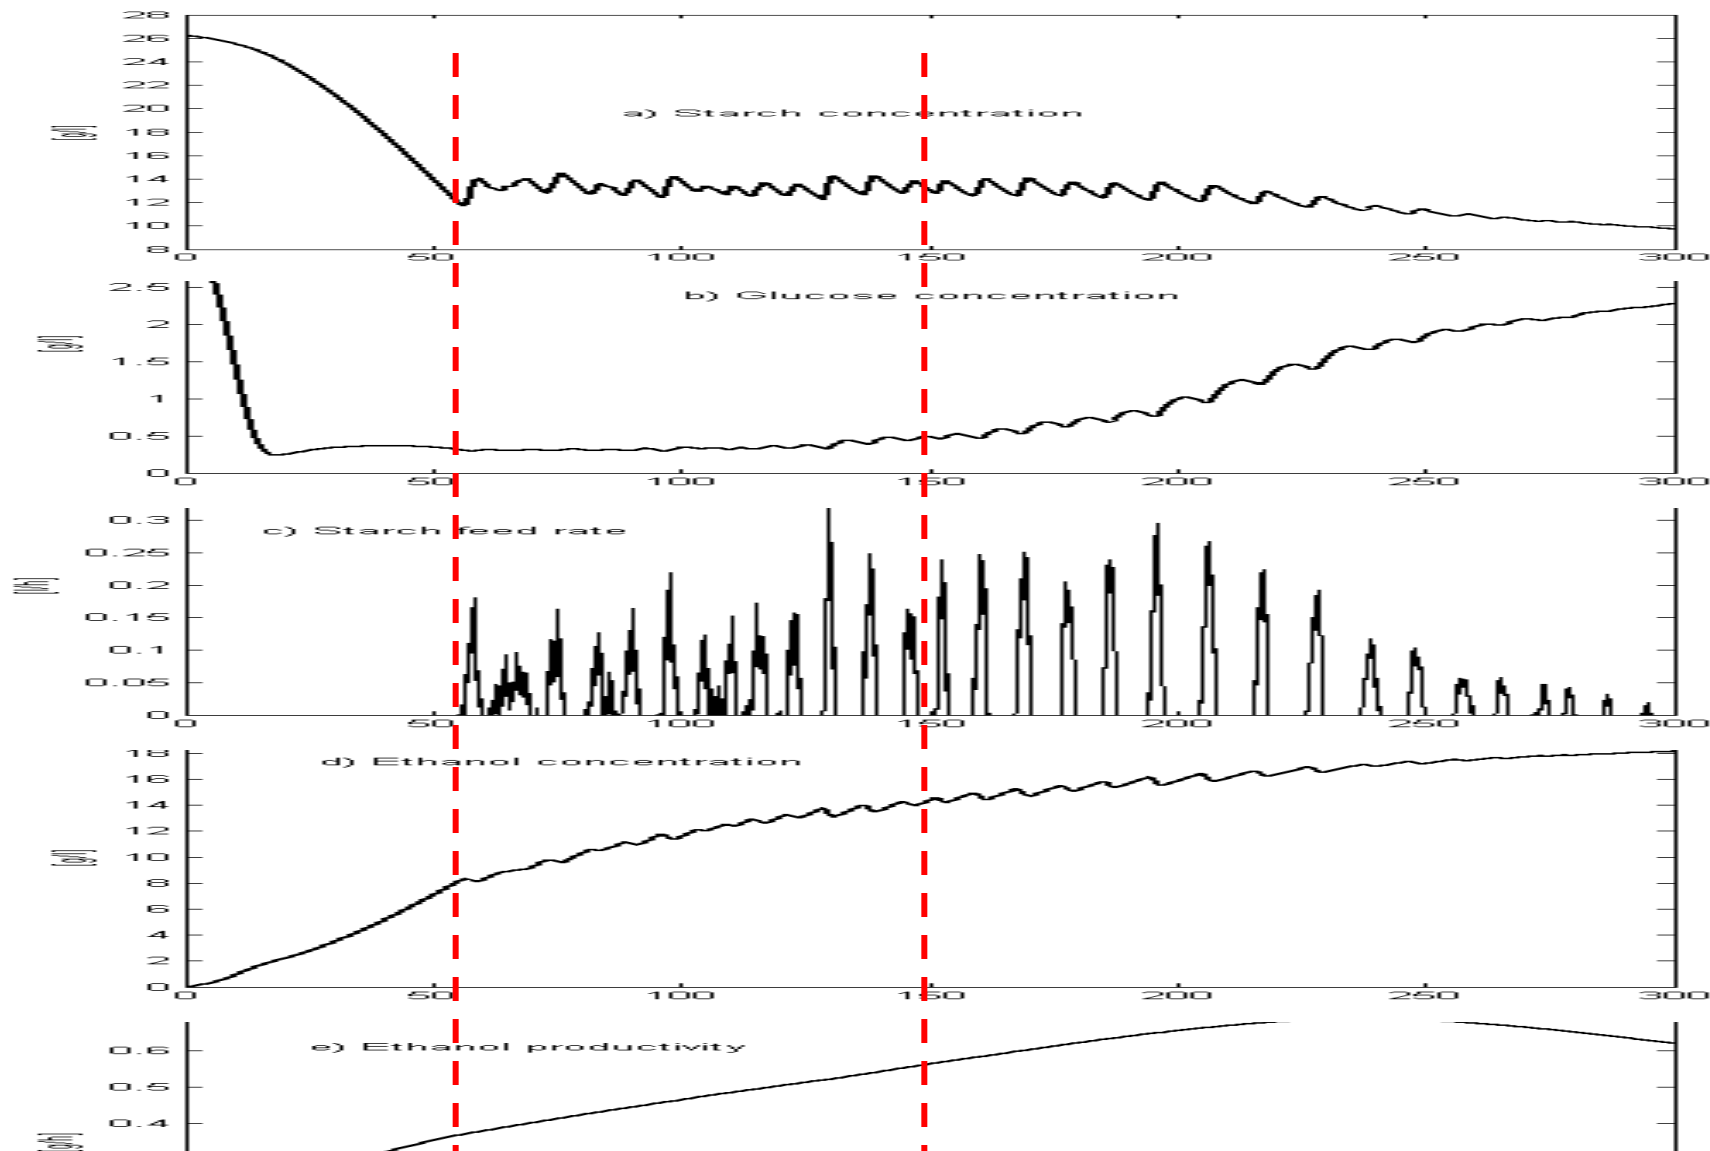 28
26
24
22
20
18
16
14
12
10
8
[g/l]
a) Starch concentration
0 50 100 150 200 250 300
2.5
2
1.5
1
0.5
0
[g/l]
b) Glucose concentration
0 50 100 150 200 250 300
0.3
0.25
0.2
0.15
0.1
0.05
0
[l/h]
c) Starch feed rate
0 50 100 150 200 250 300
18
16
14
12
10
8
6
4
2
0
[g/l]
d) Ethanol concentration
0 50 100 150 200 250 300
0.6
0.5
0.4
[g/h]
e) Ethanol productivity